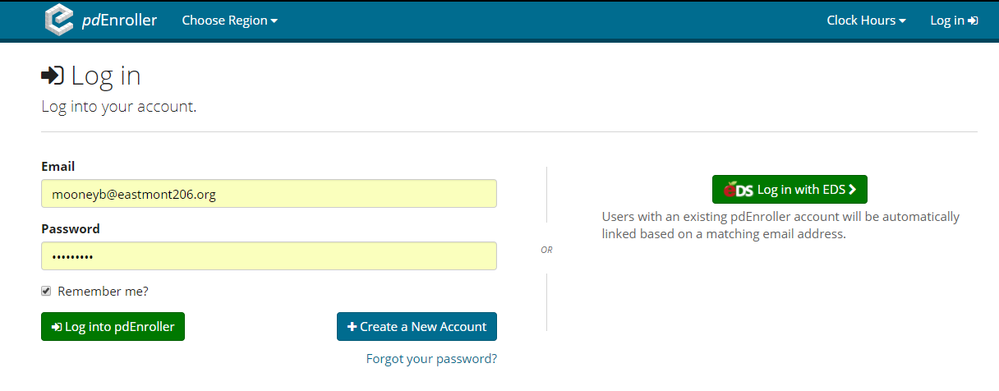 pdEnroller Choose Region Clock Hours Log in
Log in
Log into your account.
Email
mooneyb@eastmont206.org
Password
•••••••••
Remember me?
Log into pdEnroller
Create a New Account
Forgot your password?
OR
eDS Log in with EDS
Users with an existing pdEnroller account will be automatically
linked based on a matching email address.